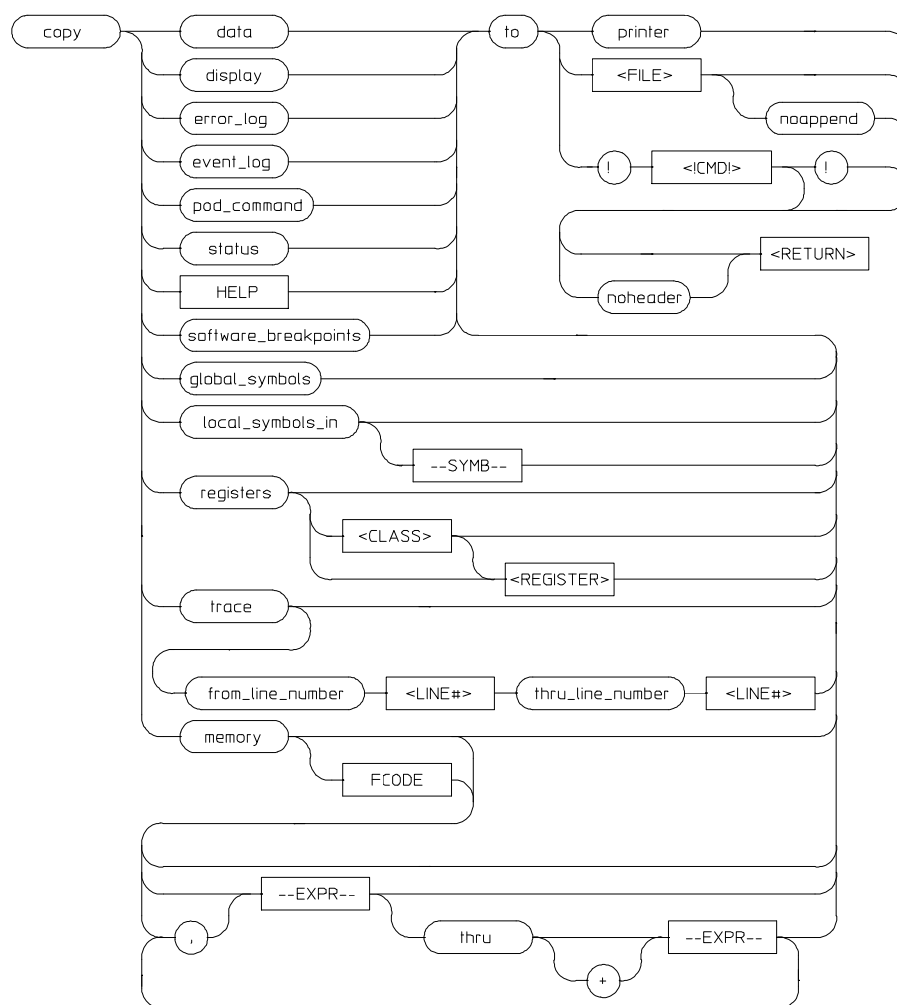 copy data to printer
display <FILE>
error_log noappend
event_log ! <!CMD!> !
pod_command
status <RETURN>
HELP noheader
software_breakpoints
global_symbols
local_symbols_in
--SYMB--
registers
<CLASS>
<REGISTER>
trace
from_line_number <LINE#> thru_line_number <LINE#>
memory
FCODE
--EXPR--
, thru --EXPR--
+